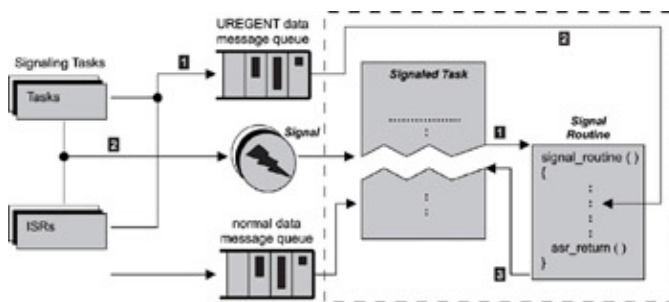 UREGENT data
message queue
Signaling Tasks
1
2
Tasks
Signaled Task
..........................
:
Signal
Routine
Signal
1
2
signal_routine ( )
{
:
:
:
:
asr_return ( )
}
ISRs
normal data
message queue
:
:
3